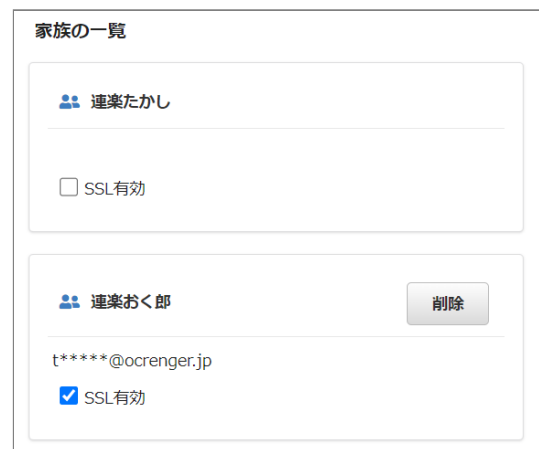 家族の一覧
連楽たかし
SSL有効
連楽おく郎
削除
t*****@ocrenger.jp
SSL有効